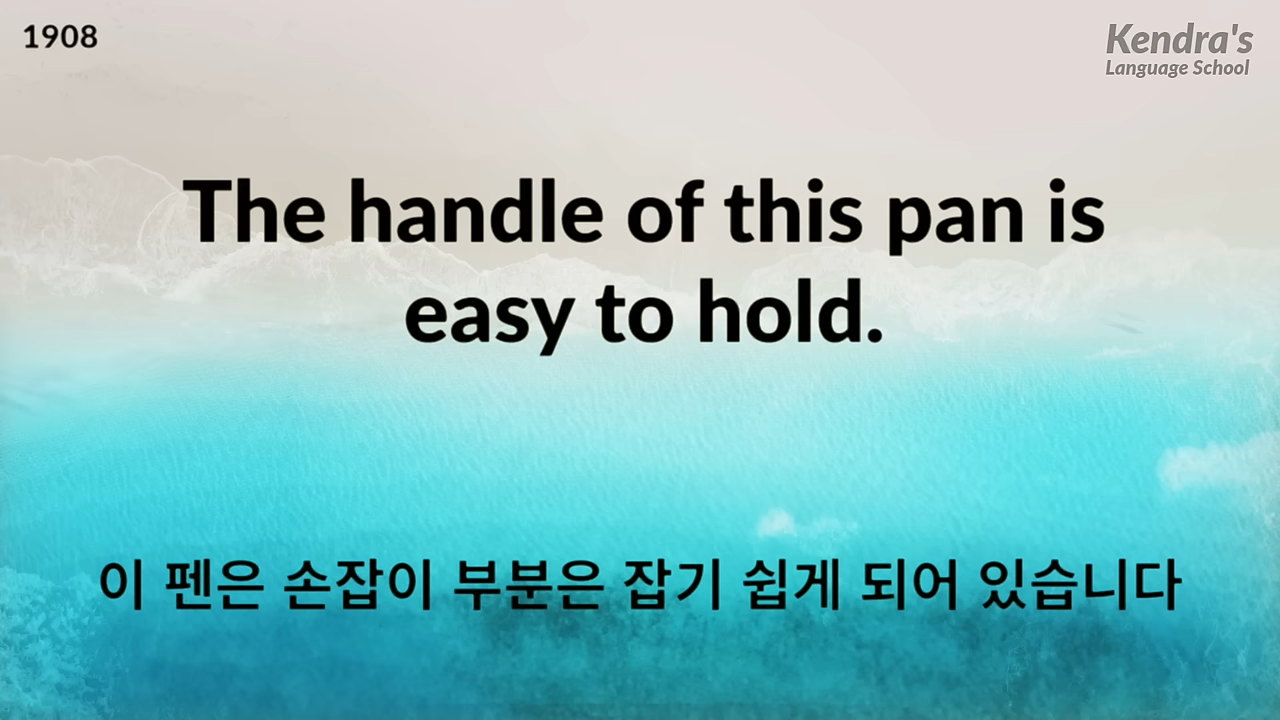 1908
Kendra's
Language School
The handle of this pan is
easy to hold.
이 펜은 손잡이 부분은 잡기 쉽게 되어 있습니다